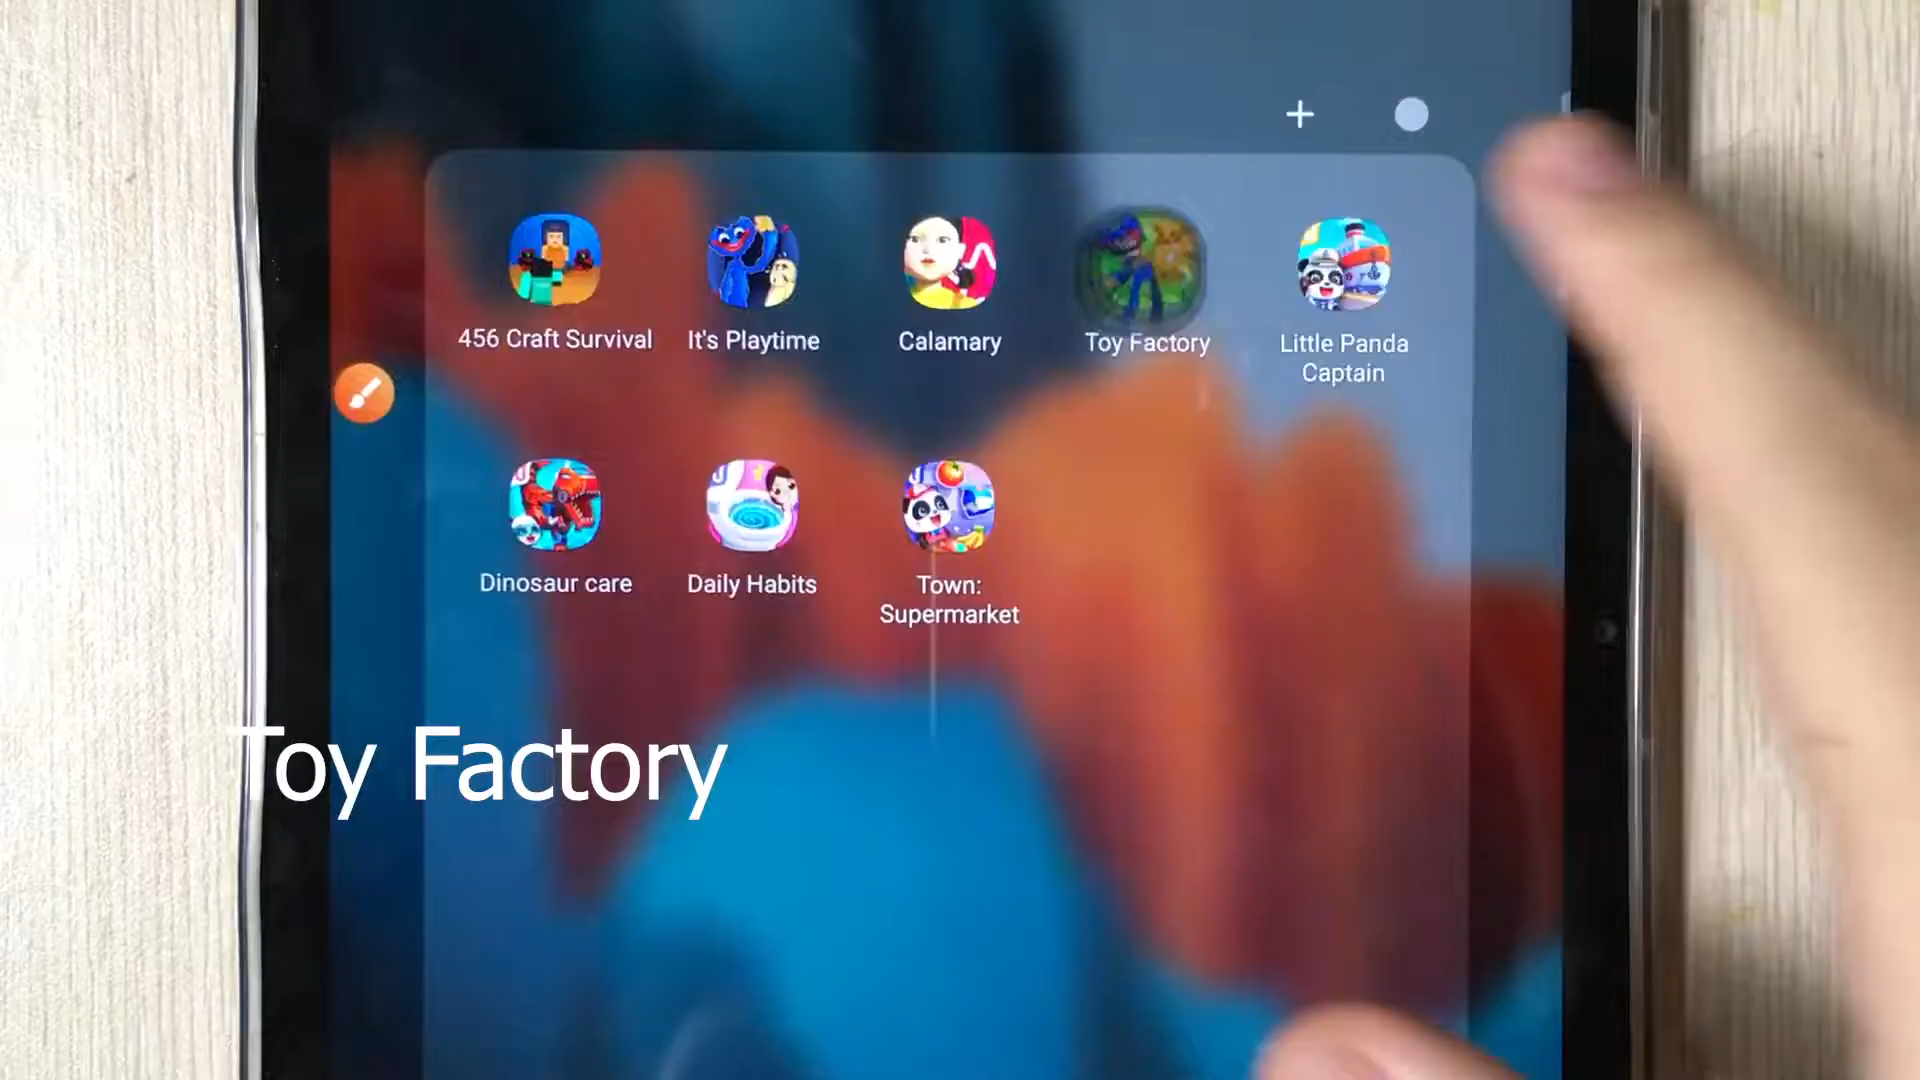 456 Craft Survival
It's Playtime
Calamary
Toy Factory
Little Panda
Captain
Dinosaur care
Daily Habits
Town:
Supermarket
Toy Factory